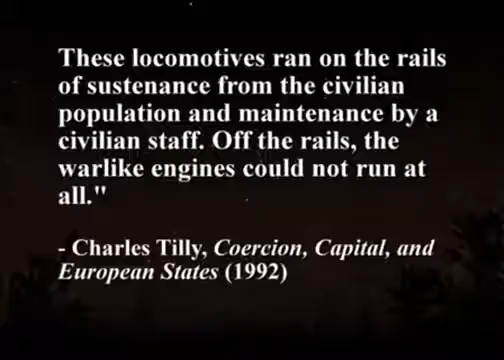 These locomotives ran on the rails
of sustenance from the civilian
population and maintenance by a
civilian staff. Off the rails, the
warlike engines could not run at
all."
- Charles Tilly, Coercion, Capital, and
European States (1992)